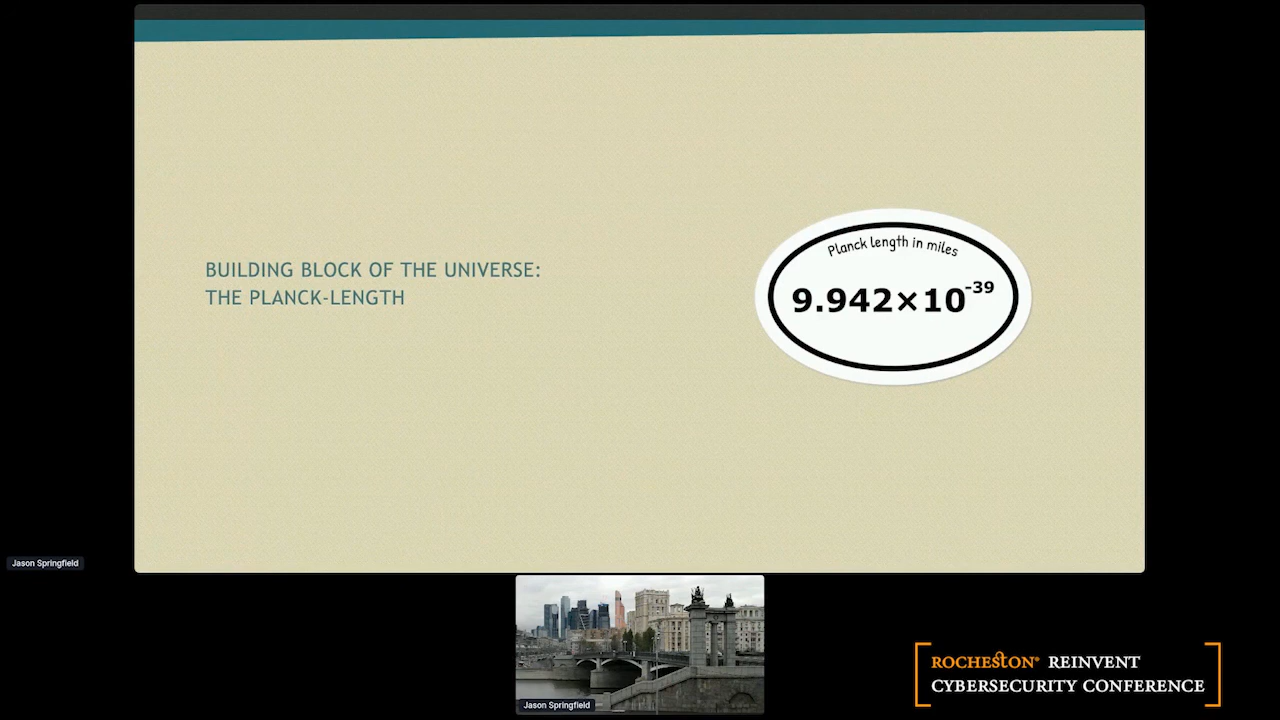 BUILDING BLOCK OF THE UNIVERSE:
THE PLANCK-LENGTH
Planck length in miles
9.942×10⁻³⁹
Jason Springfield
Jason Springfield
ROCHESTON® REINVENT
CYBERSECURITY CONFERENCE